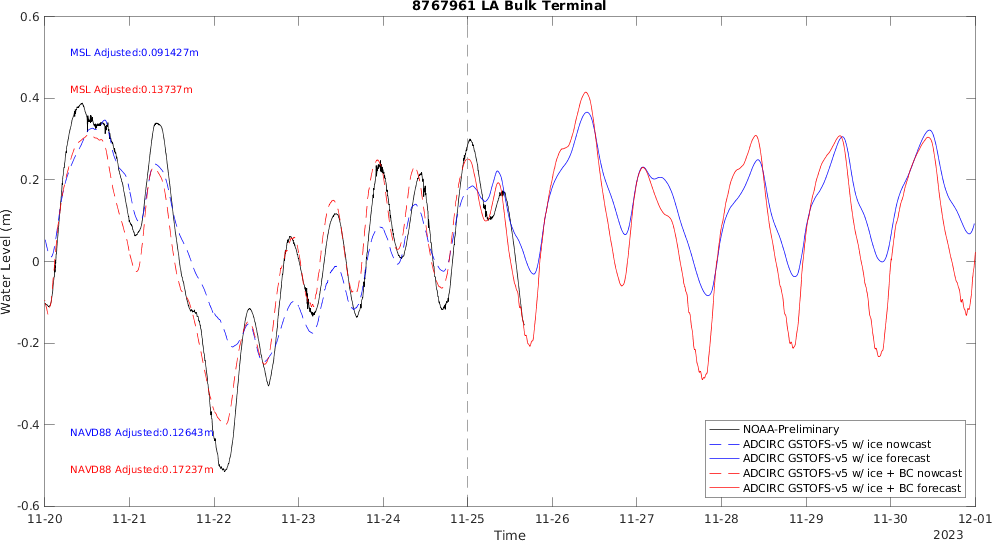 8767961 LA Bulk Terminal
0.6
0.4
0.2
0
-0.2
-0.4
-0.6
Water Level (m)
MSL Adjusted:0.091427m
MSL Adjusted:0.13737m
NAVD88 Adjusted:0.12643m
NAVD88 Adjusted:0.17237m
NOAA-Preliminary
ADCIRC GSTOFS-v5 w/ ice nowcast
ADCIRC GSTOFS-v5 w/ ice forecast
ADCIRC GSTOFS-v5 w/ ice + BC nowcast
ADCIRC GSTOFS-v5 w/ ice + BC forecast
11-20 11-21 11-22 11-23 11-24 11-25 11-26 11-27 11-28 11-29 11-30 12-01
Time
2023